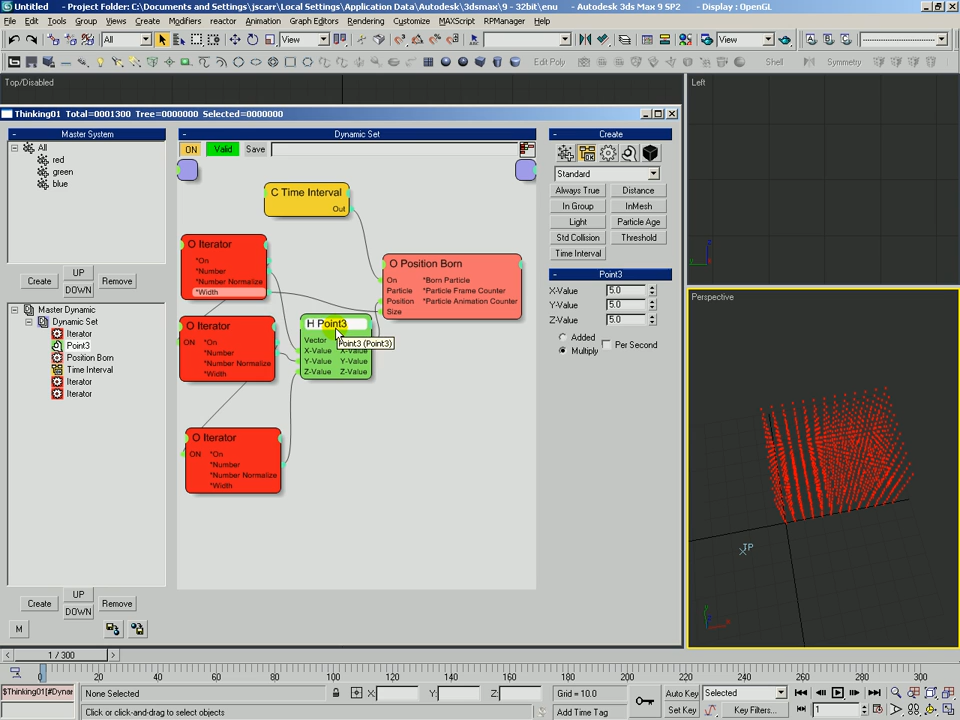 Untitled - Project Folder: C:\Documents and Settings\jscarr\Local Settings\Application Data\Autodesk\3dsmax\9 - 32bit\enu - Autodesk 3ds Max 9 SP2 - Display : OpenGL
File Edit Tools Group Views Create Modifiers reactor Animation Graph Editors Rendering Customize MAXScript RPManager Help
All View View
Edit Poly Shell Symmetry
Top/Disabled
Left
Thinking01 Total=0001300 Tree=0000000 Selected=0000000
Master System
Dynamic Set
Create
ON Valid Save
All
red
green
blue
Standard
Always True Distance
In Group InMesh
Light Particle Age
Std Collision Threshold
Time Interval
C Time Interval
Out
O Iterator
*On
*Number
*Number Normalize
*Width
O Position Born
On *Born Particle
Particle *Particle Frame Counter
Position *Particle Animation Counter
Size
Create UP Remove
DOWN
Point3
X-Value 5.0
Y-Value 5.0
Z-Value 5.0
Added
Multiply Per Second
Perspective
Master Dynamic
Dynamic Set
Iterator
Point3
Position Born
Time Interval
Iterator
Iterator
O Iterator
ON *On
*Number
*Number Normalize
*Width
H Point3
Vector
Point3 (Point3)
X-Value X-Value
Y-Value Y-Value
Z-Value Z-Value
O Iterator
ON *On
*Number
*Number Normalize
*Width
TP
Create UP Remove
DOWN
M
1 / 300
0 20 40 60 80 100 120 140 160 180 200 220 240 260 280 300
$Thinking01[#Dynar
None Selected X: Y: Z: Grid = 10.0 Auto Key Selected
Click or click-and-drag to select objects Add Time Tag Set Key Key Filters... 1